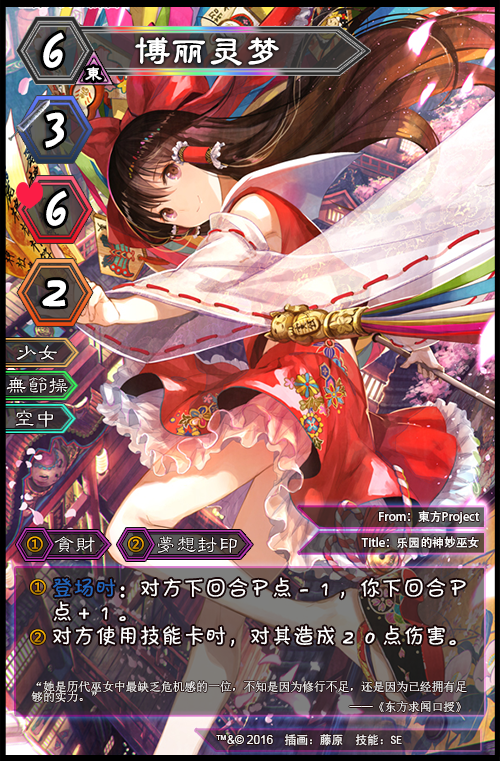 6
博丽灵梦
東
3
6
2
少女
無節操
空中
From：東方Project
① 貪財 ② 夢想封印
Title：乐园的神妙巫女
① 登场时：对方下回合P点－1，你下回合P
点＋1。
② 对方使用技能卡时，对其造成20点伤害。
“她是历代巫女中最缺乏危机感的一位，不知是因为修行不足，还是因为已经拥有足
够的实力。”
——《东方求闻口授》
™&© 2016 插画：藤原 技能：SE